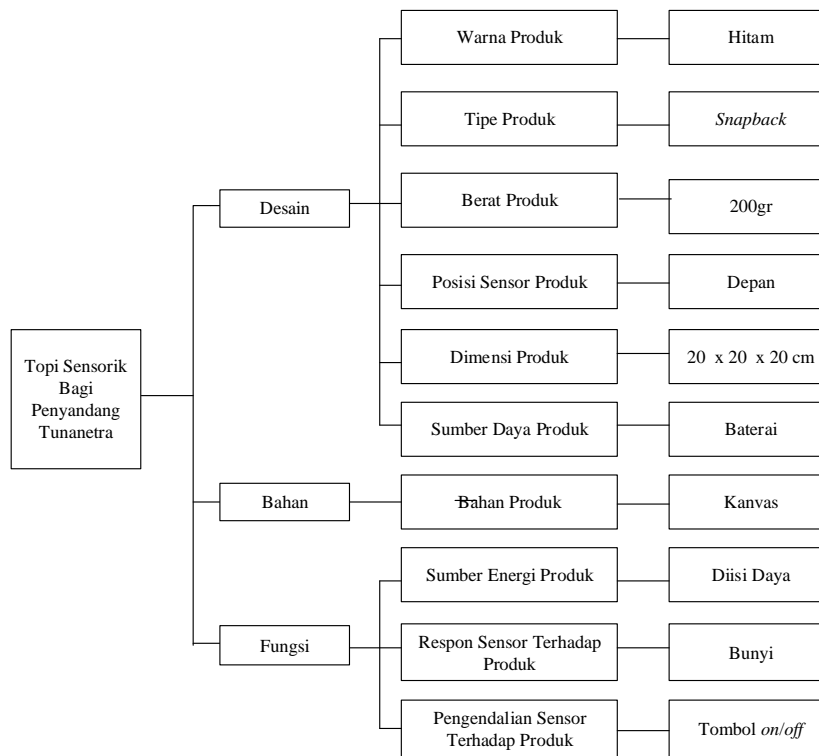 Warna Produk
Hitam
Tipe Produk
Snapback
Desain
Berat Produk
200gr
Posisi Sensor Produk
Depan
Topi Sensorik
Bagi
Penyandang
Tunanetra
Dimensi Produk
20 x 20 x 20 cm
Sumber Daya Produk
Baterai
Bahan
Bahan Produk
Kanvas
Sumber Energi Produk
Diisi Daya
Fungsi
Respon Sensor Terhadap
Produk
Bunyi
Pengendalian Sensor
Terhadap Produk
Tombol on/off